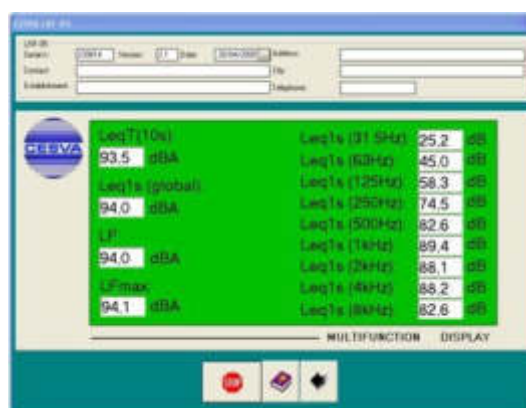 Version: Date: Address:
Contact City
Establishment Telephone
CESVA
LeqT(10s)
93.5 dBA
Leq1s (global)
94.0 dBA
LF
94.0 dBA
LFmax
94.1 dBA
Leq1s (31.5Hz) 25.2 dB
Leq1s (63Hz) 45.0 dB
Leq1s (125Hz) 58.3 dB
Leq1s (250Hz) 74.5 dB
Leq1s (500Hz) 82.6 dB
Leq1s (1kHz) 89.4 dB
Leq1s (2kHz) 88.1 dB
Leq1s (4kHz) 88.2 dB
Leq1s (8kHz) 82.6 dB
MULTIFUNCTION DISPLAY
STOP